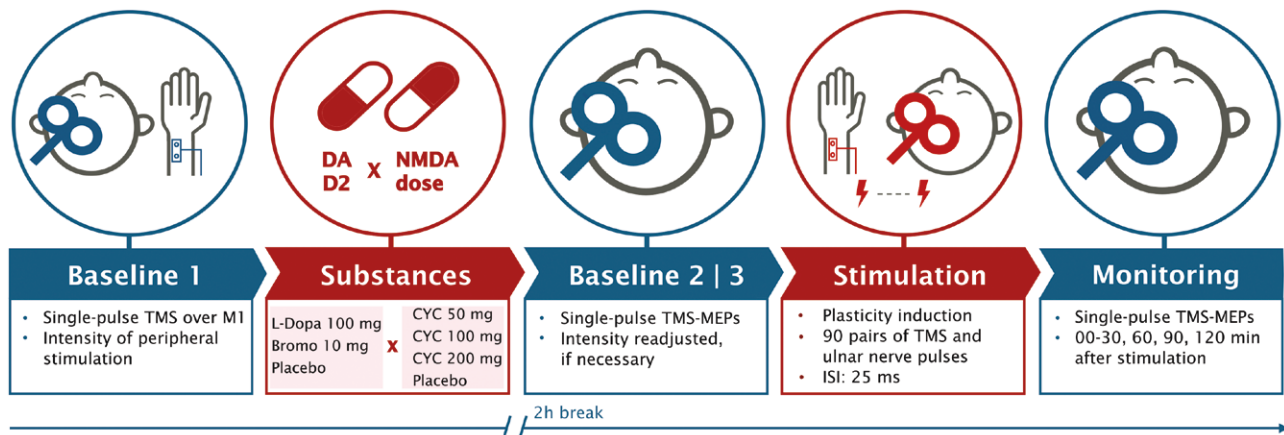 DA
D2
x
NMDA
dose
Baseline 1
Substances
Baseline 2 | 3
Stimulation
Monitoring
• Single-pulse TMS over M1
• Intensity of peripheral
stimulation
L-Dopa 100 mg
Bromo 10 mg
Placebo
x
CYC 50 mg
CYC 100 mg
CYC 200 mg
Placebo
• Single-pulse TMS-MEPs
• Intensity readjusted,
if necessary
• Plasticity induction
• 90 pairs of TMS and
ulnar nerve pulses
• ISI: 25 ms
• Single-pulse TMS-MEPs
• 00-30, 60, 90, 120 min
after stimulation
2h break